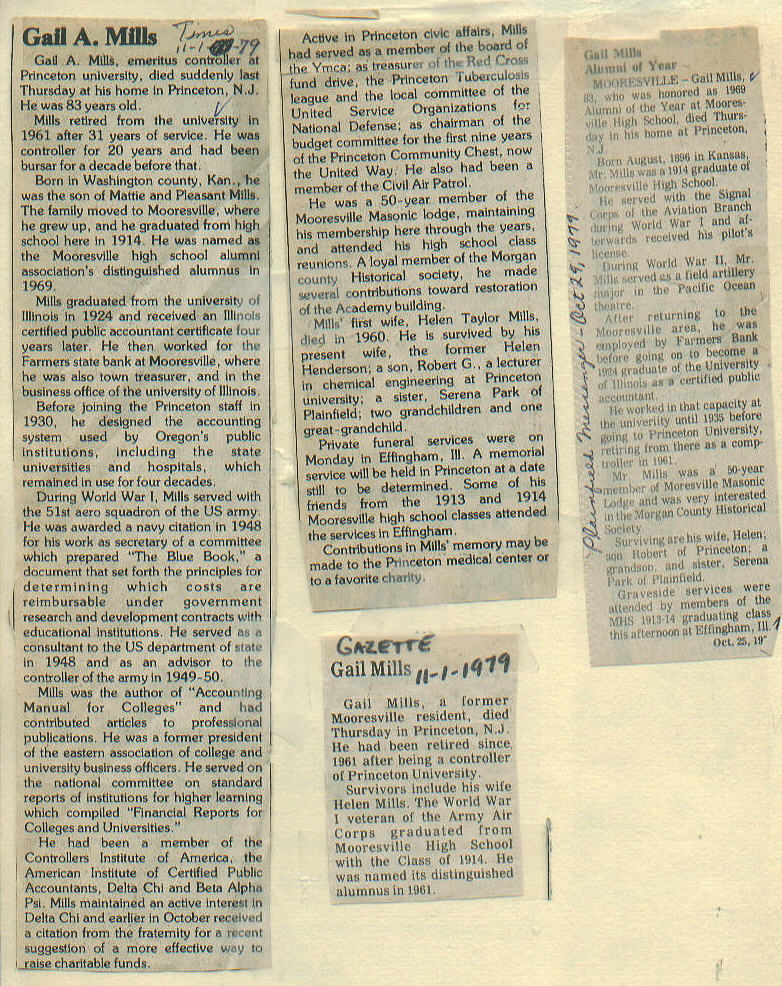 Gail A. Mills
Times
11-1-79
Gail A. Mills, emeritus controller at
Princeton university, died suddenly last
Thursday at his home in Princeton, N.J.
He was 83 years old.
Mills retired from the university in
1961 after 31 years of service. He was
controller for 20 years and had been
bursar for a decade before that.
Born in Washington county, Kan., he
was the son of Mattie and Pleasant Mills.
The family moved to Mooresville, where
he grew up, and he graduated from high
school here in 1914. He was named as
the Mooresville high school alumni
association's distinguished alumnus in
1969.
Mills graduated from the university of
Illinois in 1924 and received an Illinois
certified public accountant certificate four
years later. He then worked for the
Farmers state bank at Mooresville, where
he was also town treasurer, and in the
business office of the university of Illinois.
Before joining the Princeton staff in
1930, he designed the accounting
system used by Oregon's public
institutions, including the state
universities and hospitals, which
remained in use for four decades.
During World War I, Mills served with
the 51st aero squadron of the US army.
He was awarded a navy citation in 1948
for his work as secretary of a committee
which prepared "The Blue Book," a
document that set forth the principles for
determining which costs are
reimbursable under government
research and development contracts with
educational institutions. He served as a
consultant to the US department of state
in 1948 and as an advisor to the
controller of the army in 1949-50.
Mills was the author of "Accounting
Manual for Colleges" and had
contributed articles to professional
publications. He was a former president
of the eastern association of college and
university business officers. He served on
the national committee on standard
reports of institutions for higher learning
which compiled "Financial Reports for
Colleges and Universities."
He had been a member of the
Controllers Institute of America, the
American Institute of Certified Public
Accountants, Delta Chi and Beta Alpha
Psi. Mills maintained an active interest in
Delta Chi and earlier in October received
a citation from the fraternity for a recent
suggestion of a more effective way to
raise charitable funds.
Active in Princeton civic affairs, Mills
had served as a member of the board of
the Ymca; as treasurer of the Red Cross
fund drive, the Princeton Tuberculosis
league and the local committee of the
United Service Organizations for
National Defense; as chairman of the
budget committee for the first nine years
of the Princeton Community Chest, now
the United Way. He also had been a
member of the Civil Air Patrol.
He was a 50-year member of the
Mooresville Masonic lodge, maintaining
his membership here through the years,
and attended his high school class
reunions. A loyal member of the Morgan
county Historical society, he made
several contributions toward restoration
of the Academy building.
Mills' first wife, Helen Taylor Mills,
died in 1960. He is survived by his
present wife, the former Helen
Henderson; a son, Robert G., a lecturer
in chemical engineering at Princeton
university; a sister, Serena Park of
Plainfield; two grandchildren and one
great-grandchild.
Private funeral services were on
Monday in Effingham, Ill. A memorial
service will be held in Princeton at a date
still to be determined. Some of his
friends from the 1913 and 1914
Mooresville high school classes attended
the services in Effingham.
Contributions in Mills' memory may be
made to the Princeton medical center or
to a favorite charity.
GAZETTE
Gail Mills 11-1-1979
Gail Mills, a former
Mooresville resident, died
Thursday in Princeton, N.J.
He had been retired since
1961 after being a controller
of Princeton University.
Survivors include his wife
Helen Mills. The World War
I veteran of the Army Air
Corps graduated from
Mooresville High School
with the Class of 1914. He
was named its distinguished
alumnus in 1961.
Plainfield Messenger - Oct 29, 1979.
Gail Mills
Alumni of Year
MOORESVILLE - Gail Mills,
83, who was honored as 1969
Alumni of the Year at Moores-
ville High School, died Thurs-
day in his home at Princeton,
N.J.
Born August, 1896 in Kansas,
Mr. Mills was a 1914 graduate of
Mooresville High School.
He served with the Signal
Corps of the Aviation Branch
during World War I and af-
terwards received his pilot's
license.
During World War II, Mr.
Mills served as a field artillery
major in the Pacific Ocean
theatre.
After returning to the
Mooresville area, he was
employed by Farmers Bank
before going on to become a
1924 graduate of the University
of Illinois as a certified public
accountant.
He worked in that capacity at
the univeriity until 1935 before
going to Princeton University,
retiring from there as a comp-
troller in 1961.
Mr. Mills was a 50-year
member of Moresville Masonic
Lodge and was very interested
in the Morgan County Historical
Society.
Surviving are his wife, Helen;
son Robert of Princeton; a
grandson, and sister, Serena
Park of Plainfield.
Graveside services were
attended by members of the
MHS 1913-14 graduating class
this afternoon at Effingham, Ill.
Oct. 25, 19